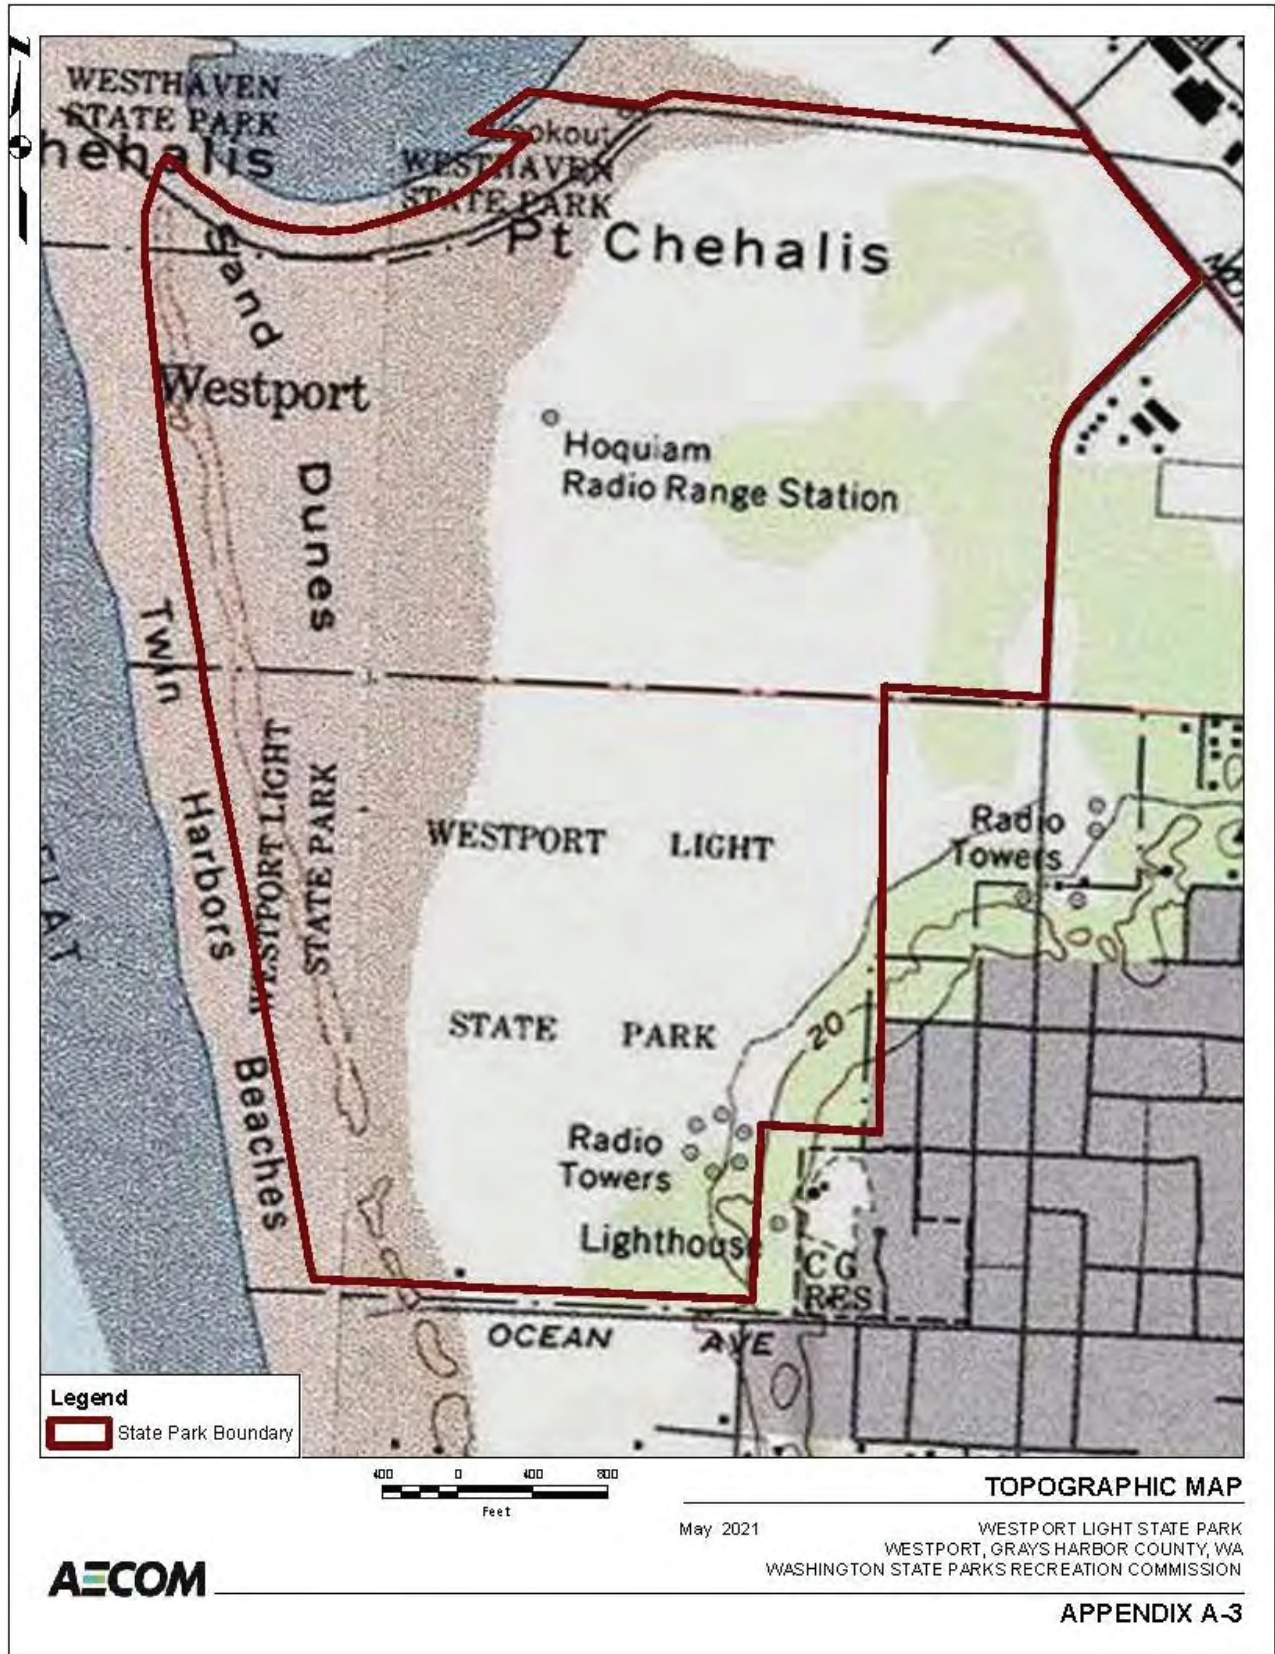 WESTHAVEN
STATE PARK
hehalis
okout
WESTHAVEN
STATE PARK
Pt Chehalis
Sand
Dunes
Westport
Hoquiam
Radio Range Station
Twin
Harbors
Beaches
WESTPORT LIGHT
STATE PARK
FLAT
WESTPORT LIGHT
STATE PARK
Radio
Towers
20
Radio
Towers
Lighthouse
CG
RES
OCEAN AVE
Legend
State Park Boundary
400 0 400 800
Feet
TOPOGRAPHIC MAP
May 2021
WESTPORT LIGHT STATE PARK
WESTPORT, GRAYS HARBOR COUNTY, WA
WASHINGTON STATE PARKS RECREATION COMMISSION
AECOM
APPENDIX A-3